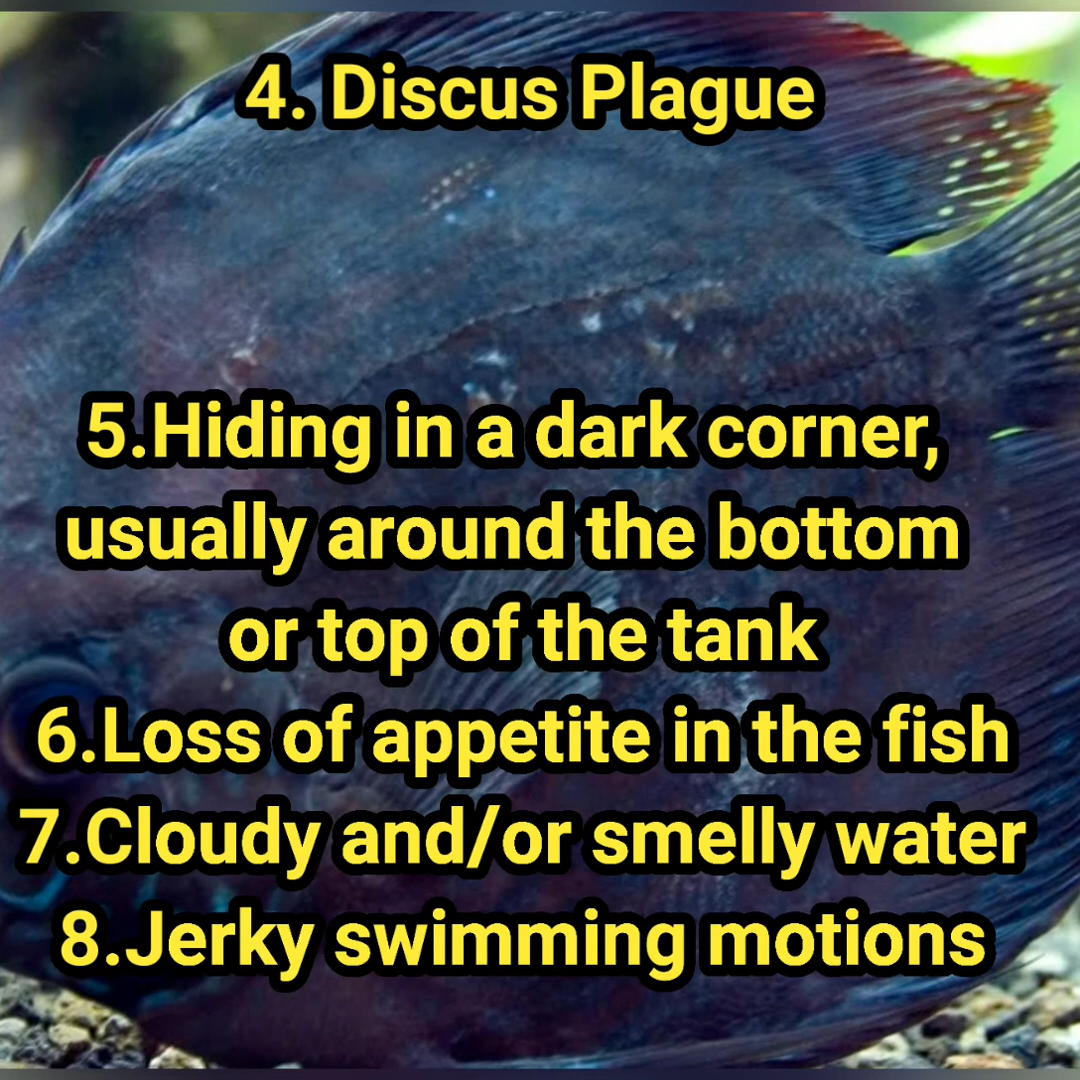 4. Discus Plague
5.Hiding in a dark corner,
usually around the bottom
or top of the tank
6.Loss of appetite in the fish
7.Cloudy and/or smelly water
8.Jerky swimming motions